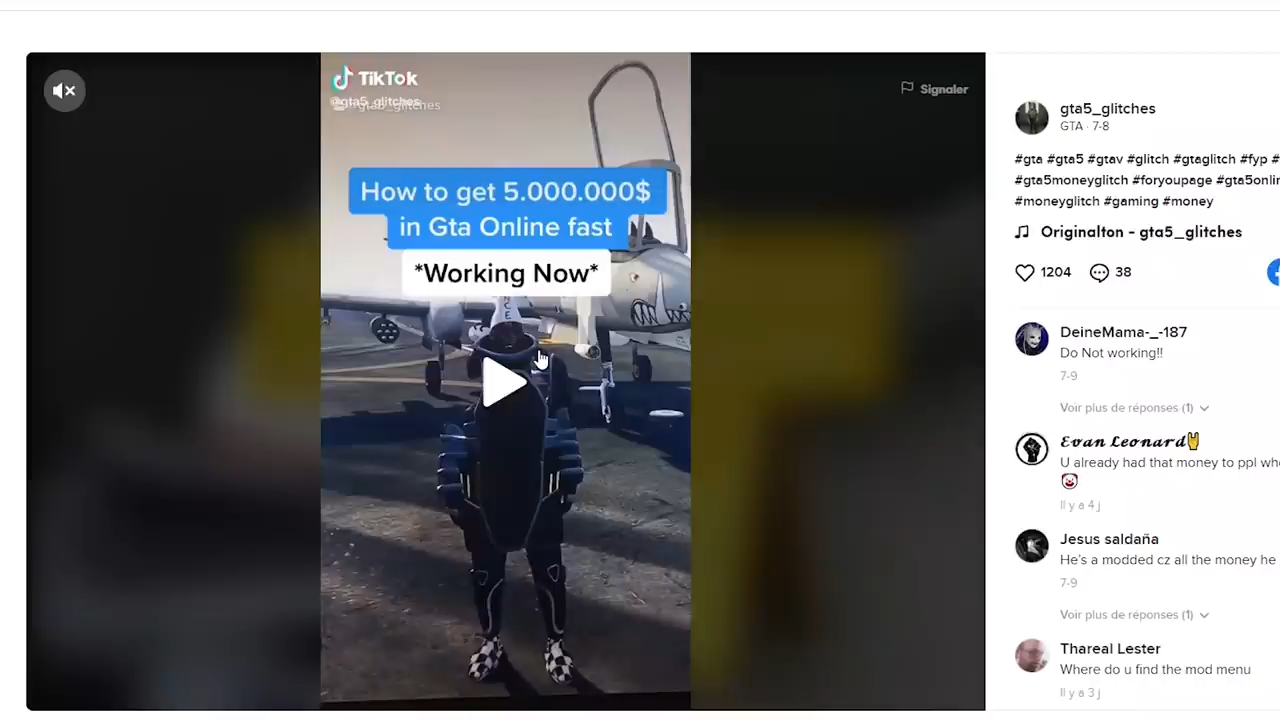 TikTok
@gta5_glitches
@gta5_glitches
How to get 5.000.000$
in Gta Online fast
*Working Now*
Signaler
gta5_glitches
GTA · 7-8
#gta #gta5 #gtav #glitch #gtaglitch #fyp #
#gta5moneyglitch #foryoupage #gta5onlin
#moneyglitch #gaming #money
Originalton - gta5_glitches
1204
38
DeineMama-_-187
Do Not working!!
7-9
Voir plus de réponses (1)
𝓔𝓿𝓪𝓷 𝓛𝓮𝓸𝓷𝓪𝓻𝓭🤘
U already had that money to ppl who
🤡
Il y a 4 j
Jesus saldaña
He's a modded cz all the money he
7-9
Voir plus de réponses (1)
Thareal Lester
Where do u find the mod menu
Il y a 3 j